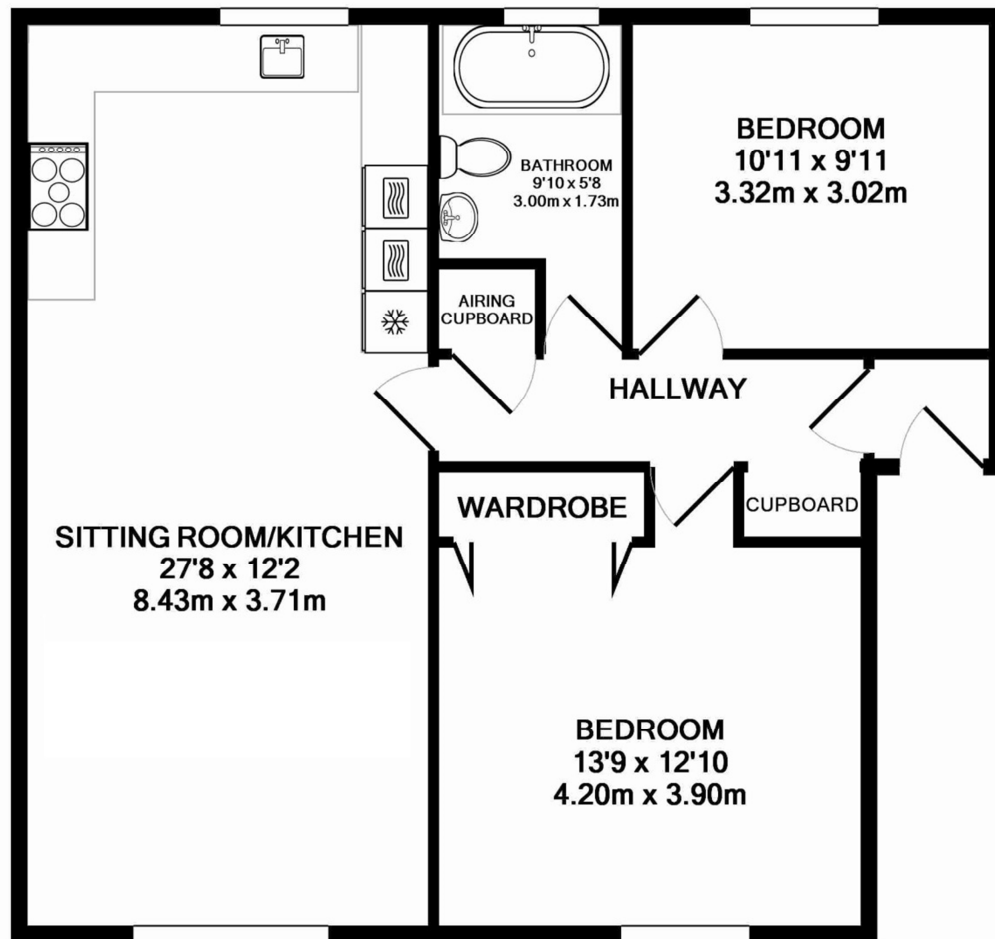 BEDROOM
10'11 x 9'11
3.32m x 3.02m
BATHROOM
9'10 x 5'8
3.00m x 1.73m
AIRING
CUPBOARD
HALLWAY
WARDROBE
CUPBOARD
SITTING ROOM/KITCHEN
27'8 x 12'2
8.43m x 3.71m
BEDROOM
13'9 x 12'10
4.20m x 3.90m